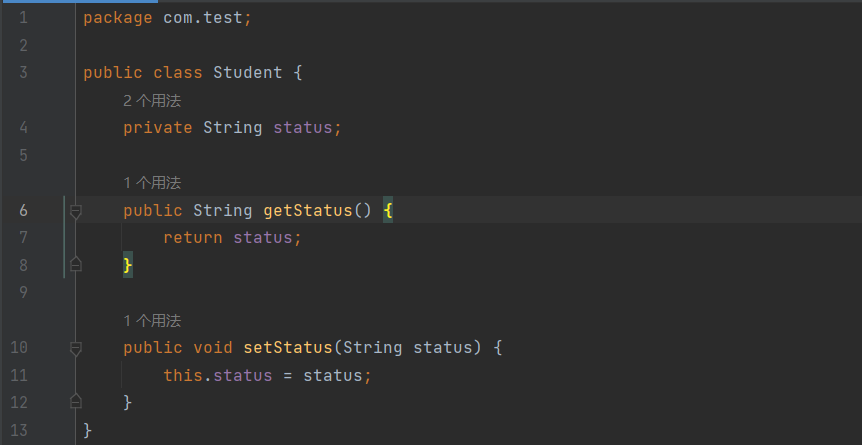 1 package com.test;
2
3 public class Student {
2 个用法
4 private String status;
5
1 个用法
6 public String getStatus() {
7 return status;
8 }
9
1 个用法
10 public void setStatus(String status) {
11 this.status = status;
12 }
13 }